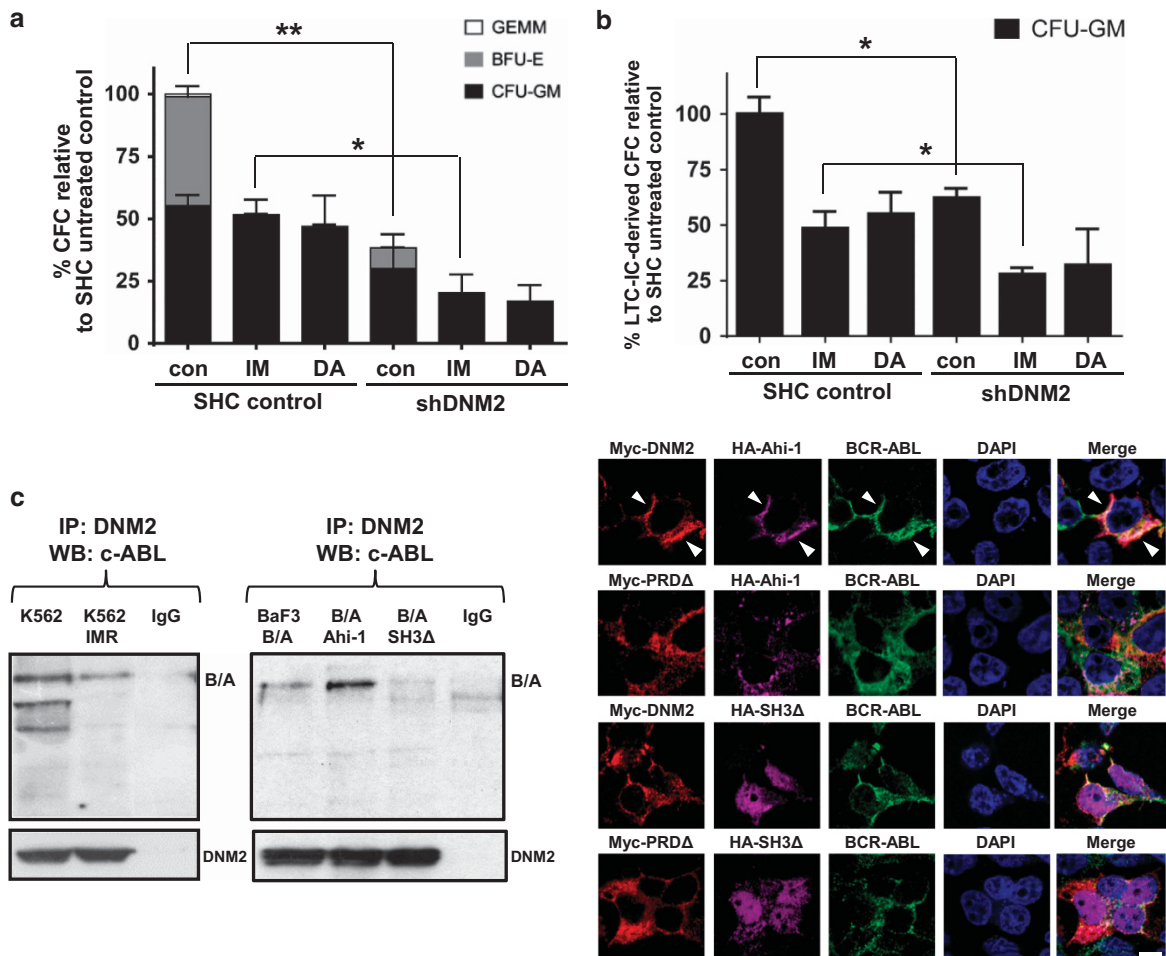 a
GEMM
BFU-E
CFU-GM
**
*
% CFC relative
to SHC untreated control
100
75
50
25
0
con IM DA con IM DA
SHC control shDNM2
b
CFU-GM
*
*
% LTC-IC-derived CFC relative
to SHC untreated control
100
75
50
25
0
con IM DA con IM DA
SHC control shDNM2
c
IP: DNM2
WB: c-ABL
K562 K562 IgG
IMR
B/A
DNM2
IP: DNM2
WB: c-ABL
BaF3 B/A B/A IgG
B/A Ahi-1 SH3Δ
B/A
DNM2
Myc-DNM2 HA-Ahi-1 BCR-ABL DAPI Merge
Myc-PRDΔ HA-Ahi-1 BCR-ABL DAPI Merge
Myc-DNM2 HA-SH3Δ BCR-ABL DAPI Merge
Myc-PRDΔ HA-SH3Δ BCR-ABL DAPI Merge